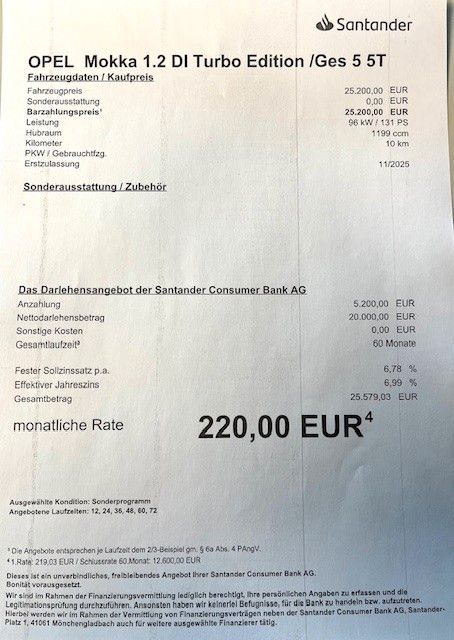 Santander
OPEL Mokka 1.2 DI Turbo Edition /Ges 5 5T
Fahrzeugdaten / Kaufpreis
Fahrzeugpreis 25.200,00 EUR
Sonderausstattung 0,00 EUR
Barzahlungspreis¹ 25.200,00 EUR
Leistung 96 kW / 131 PS
Hubraum 1199 ccm
Kilometer 10 km
PKW / Gebrauchtfzg.
Erstzulassung 11/2025
Sonderausstattung / Zubehör
Das Darlehensangebot der Santander Consumer Bank AG
Anzahlung 5.200,00 EUR
Nettodarlehensbetrag 20.000,00 EUR
Sonstige Kosten 0,00 EUR
Gesamtlaufzeit³ 60 Monate
Fester Sollzinssatz p.a. 6,78 %
Effektiver Jahreszins 6,99 %
Gesamtbetrag 25.579,03 EUR
monatliche Rate 220,00 EUR⁴
Ausgewählte Kondition: Sonderprogramm
Angebotene Laufzeiten: 12, 24, 36, 48, 60, 72
³ Die Angebote entsprechen je Laufzeit dem 2/3-Beispiel gm. § 6a Abs. 4 PAngV.
⁴ 1.Rate: 219,03 EUR / Schlussrate 60.Monat: 12.600,00 EUR
Dieses ist ein unverbindliches, freibleibendes Angebot Ihrer Santander Consumer Bank AG.
Bonität vorausgesetzt.
Wir sind im Rahmen der Finanzierungsvermittlung lediglich berechtigt, Ihre persönlichen Angaben zu erfassen und die
Legitimationsprüfung durchzuführen. Ansonsten haben wir keinerlei Befugnisse, für die Bank zu handeln bzw. aufzutreten.
Hierbei werden wir im Rahmen der Vermittlung von Finanzierungsverträgen neben der Santander Consumer Bank AG, Santander-
Platz 1, 41061 Mönchengladbach auch für weitere ausgewählte Finanzierer tätig.